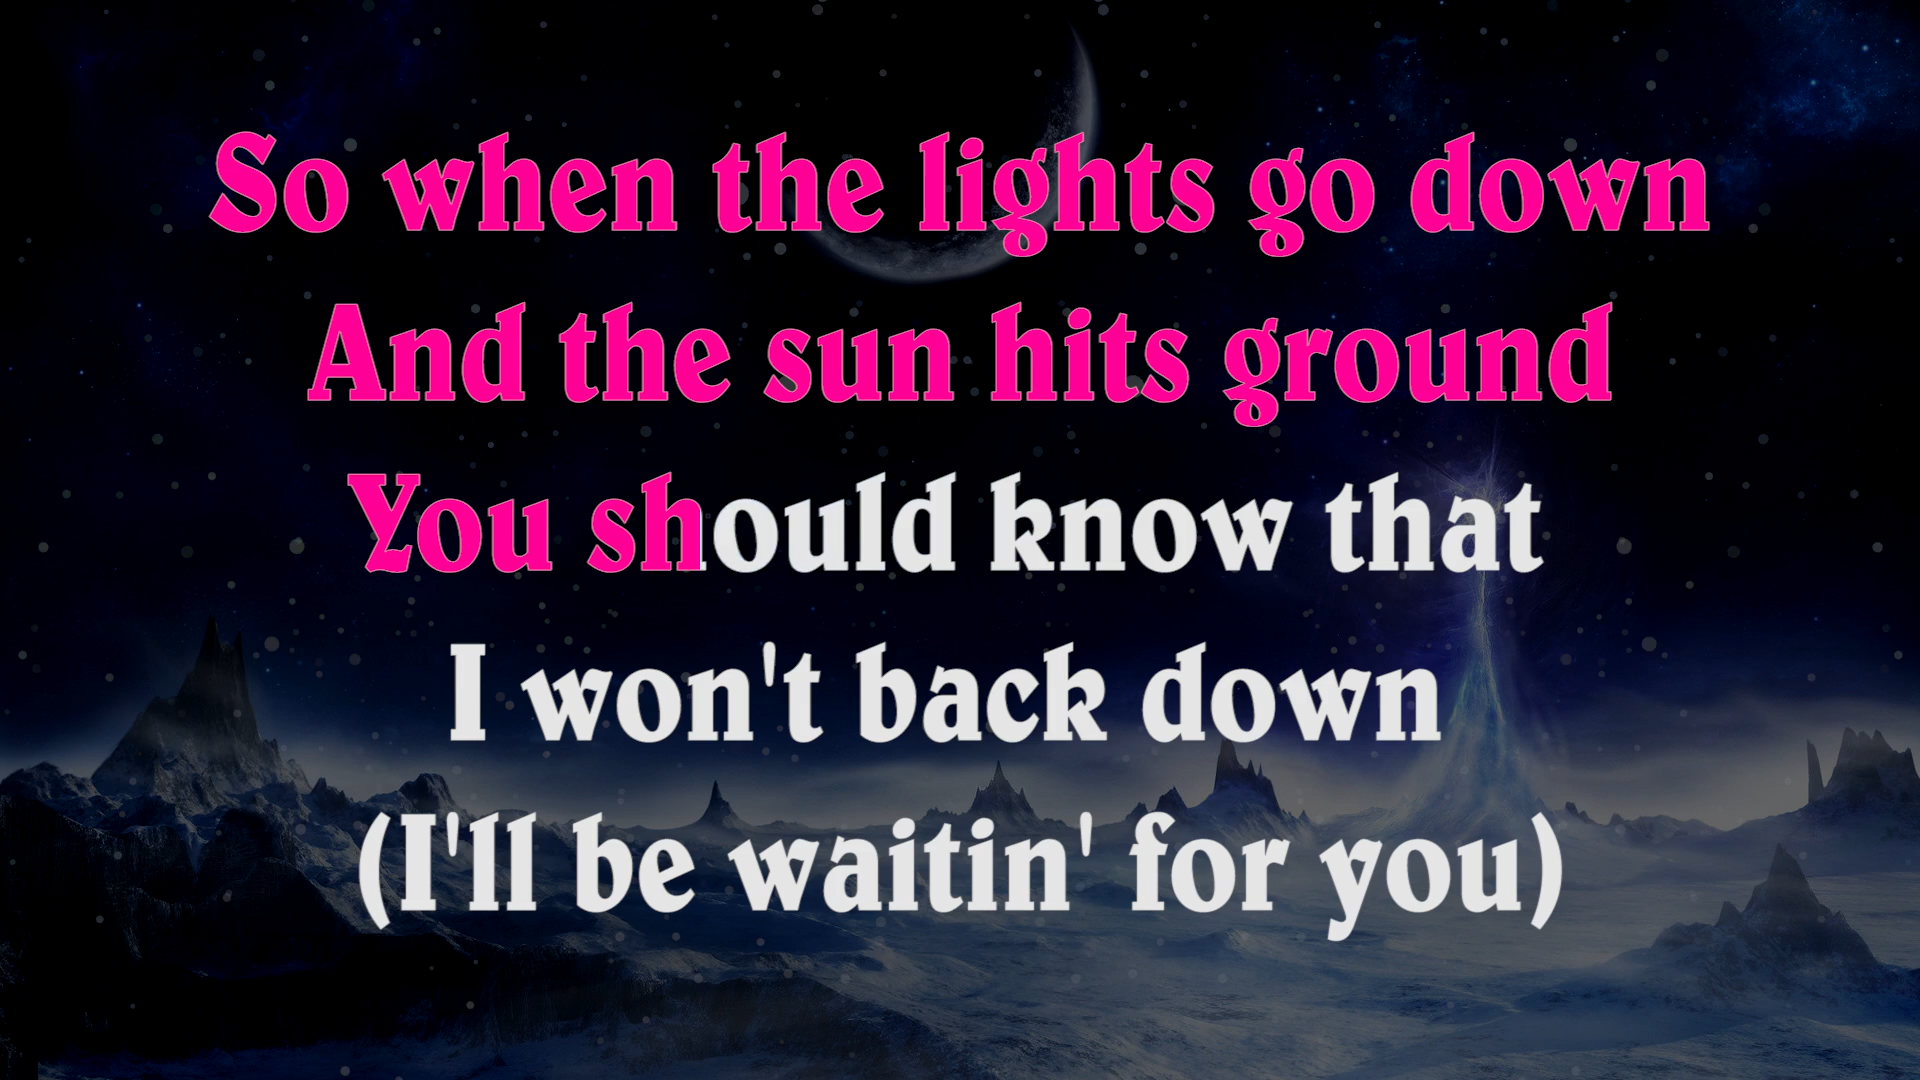 So when the lights go down
And the sun hits ground
You should know that
I won't back down
(I'll be waitin' for you)